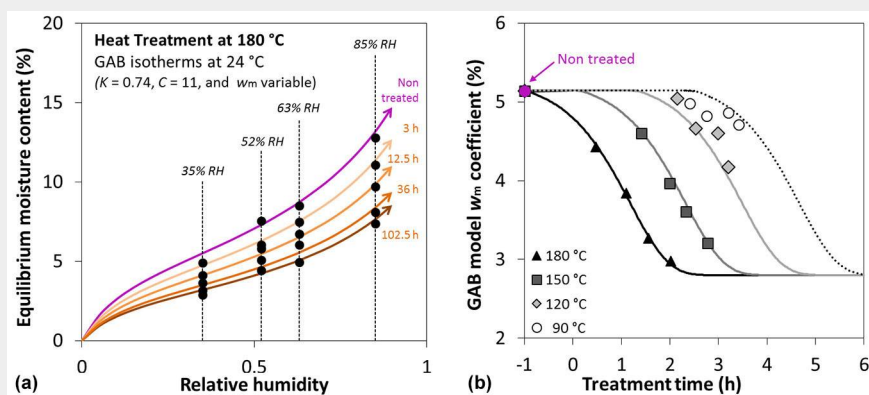 20
15
10
5
0
Equilibrium moisture content (%)
Heat Treatment at 180 °C
GAB isotherms at 24 °C
(K = 0.74, C = 11, and wm variable)
85% RH
Non
treated
63% RH
3 h
52% RH
12.5 h
35% RH
36 h
102.5 h
0
0.5
1
(a)
Relative humidity
6
5
4
3
2
GAB model wm coefficient (%)
Non treated
180 °C
150 °C
120 °C
90 °C
-1 0 1 2 3 4 5 6
(b)
Treatment time (h)